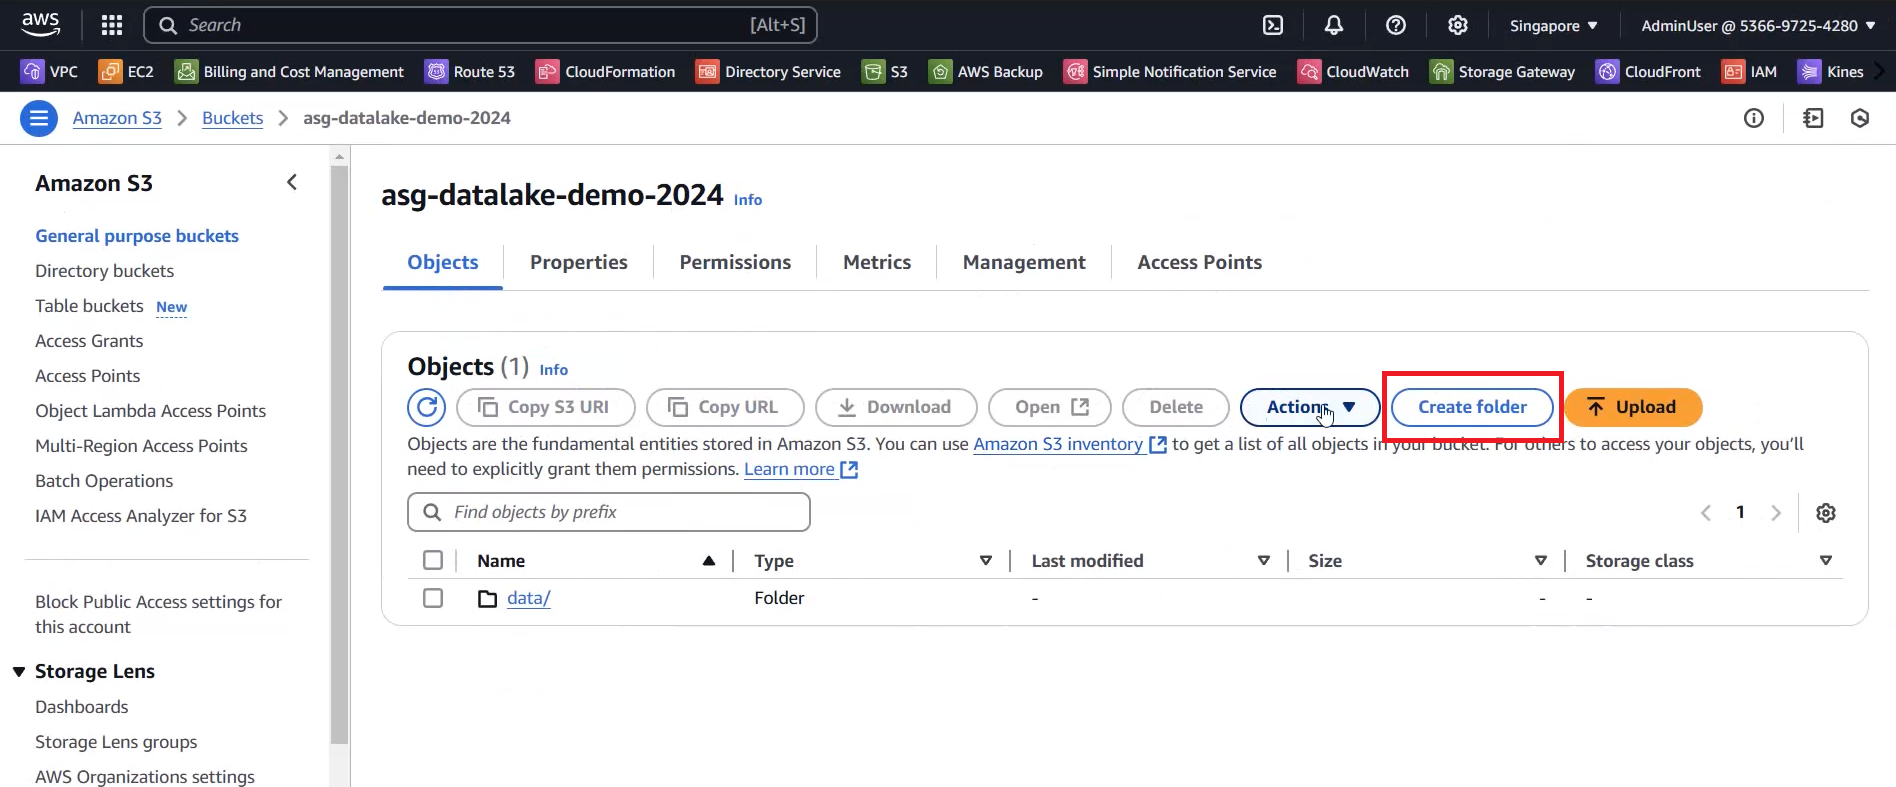 aws Search [Alt+S] Singapore AdminUser @ 5366-9725-4280
VPC EC2 Billing and Cost Management Route 53 CloudFormation Directory Service S3 AWS Backup Simple Notification Service CloudWatch Storage Gateway CloudFront IAM Kines
Amazon S3 Buckets asg-datalake-demo-2024
Amazon S3
General purpose buckets
Directory buckets
Table buckets New
Access Grants
Access Points
Object Lambda Access Points
Multi-Region Access Points
Batch Operations
IAM Access Analyzer for S3
Block Public Access settings for
this account
Storage Lens
Dashboards
Storage Lens groups
AWS Organizations settings
asg-datalake-demo-2024 Info
Objects Properties Permissions Metrics Management Access Points
Objects (1) Info
Copy S3 URI Copy URL Download Open Delete Actions Create folder Upload
Objects are the fundamental entities stored in Amazon S3. You can use Amazon S3 inventory to get a list of all objects in your bucket. For others to access your objects, you'll
need to explicitly grant them permissions. Learn more
Find objects by prefix 1
Name Type Last modified Size Storage class
data/ Folder - - -